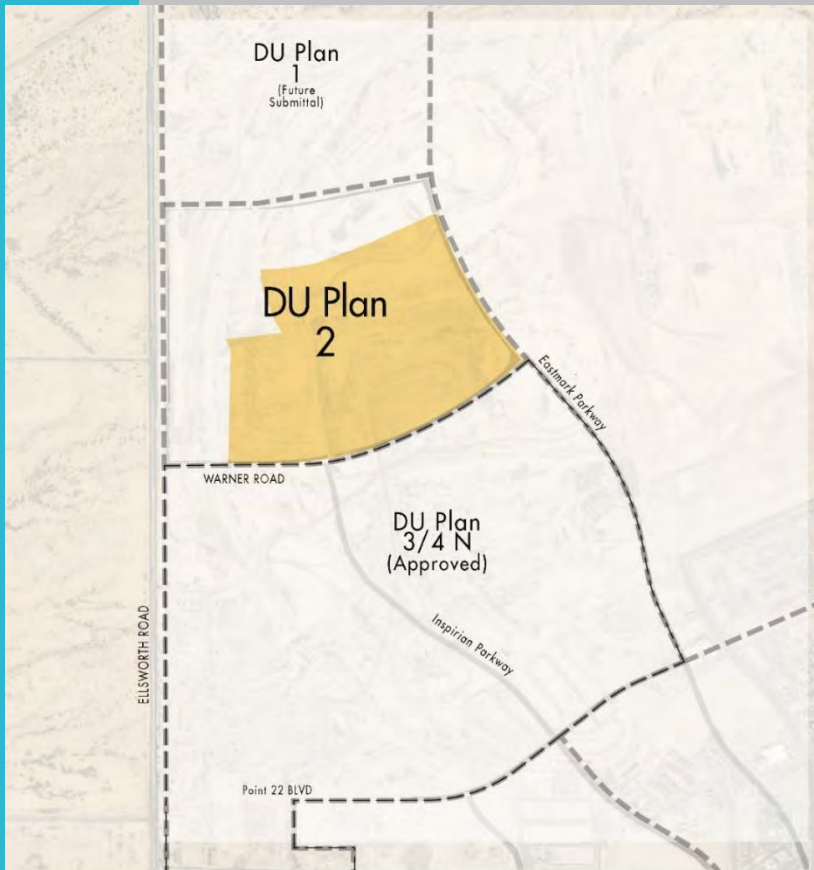 DU Plan
1
(Future
Submittal)
DU Plan
2
Eastmark Parkway
WARNER ROAD
DU Plan
3/4 N
(Approved)
Inspirian Parkway
ELLSWORTH ROAD
Point 22 BLVD